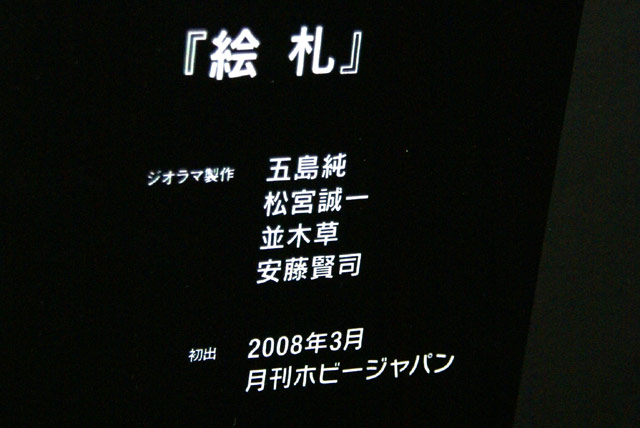 『絵札』
ジオラマ製作 五島純
松宮誠一
並木草
安藤賢司
初出 2008年3月
月刊ホビージャパン